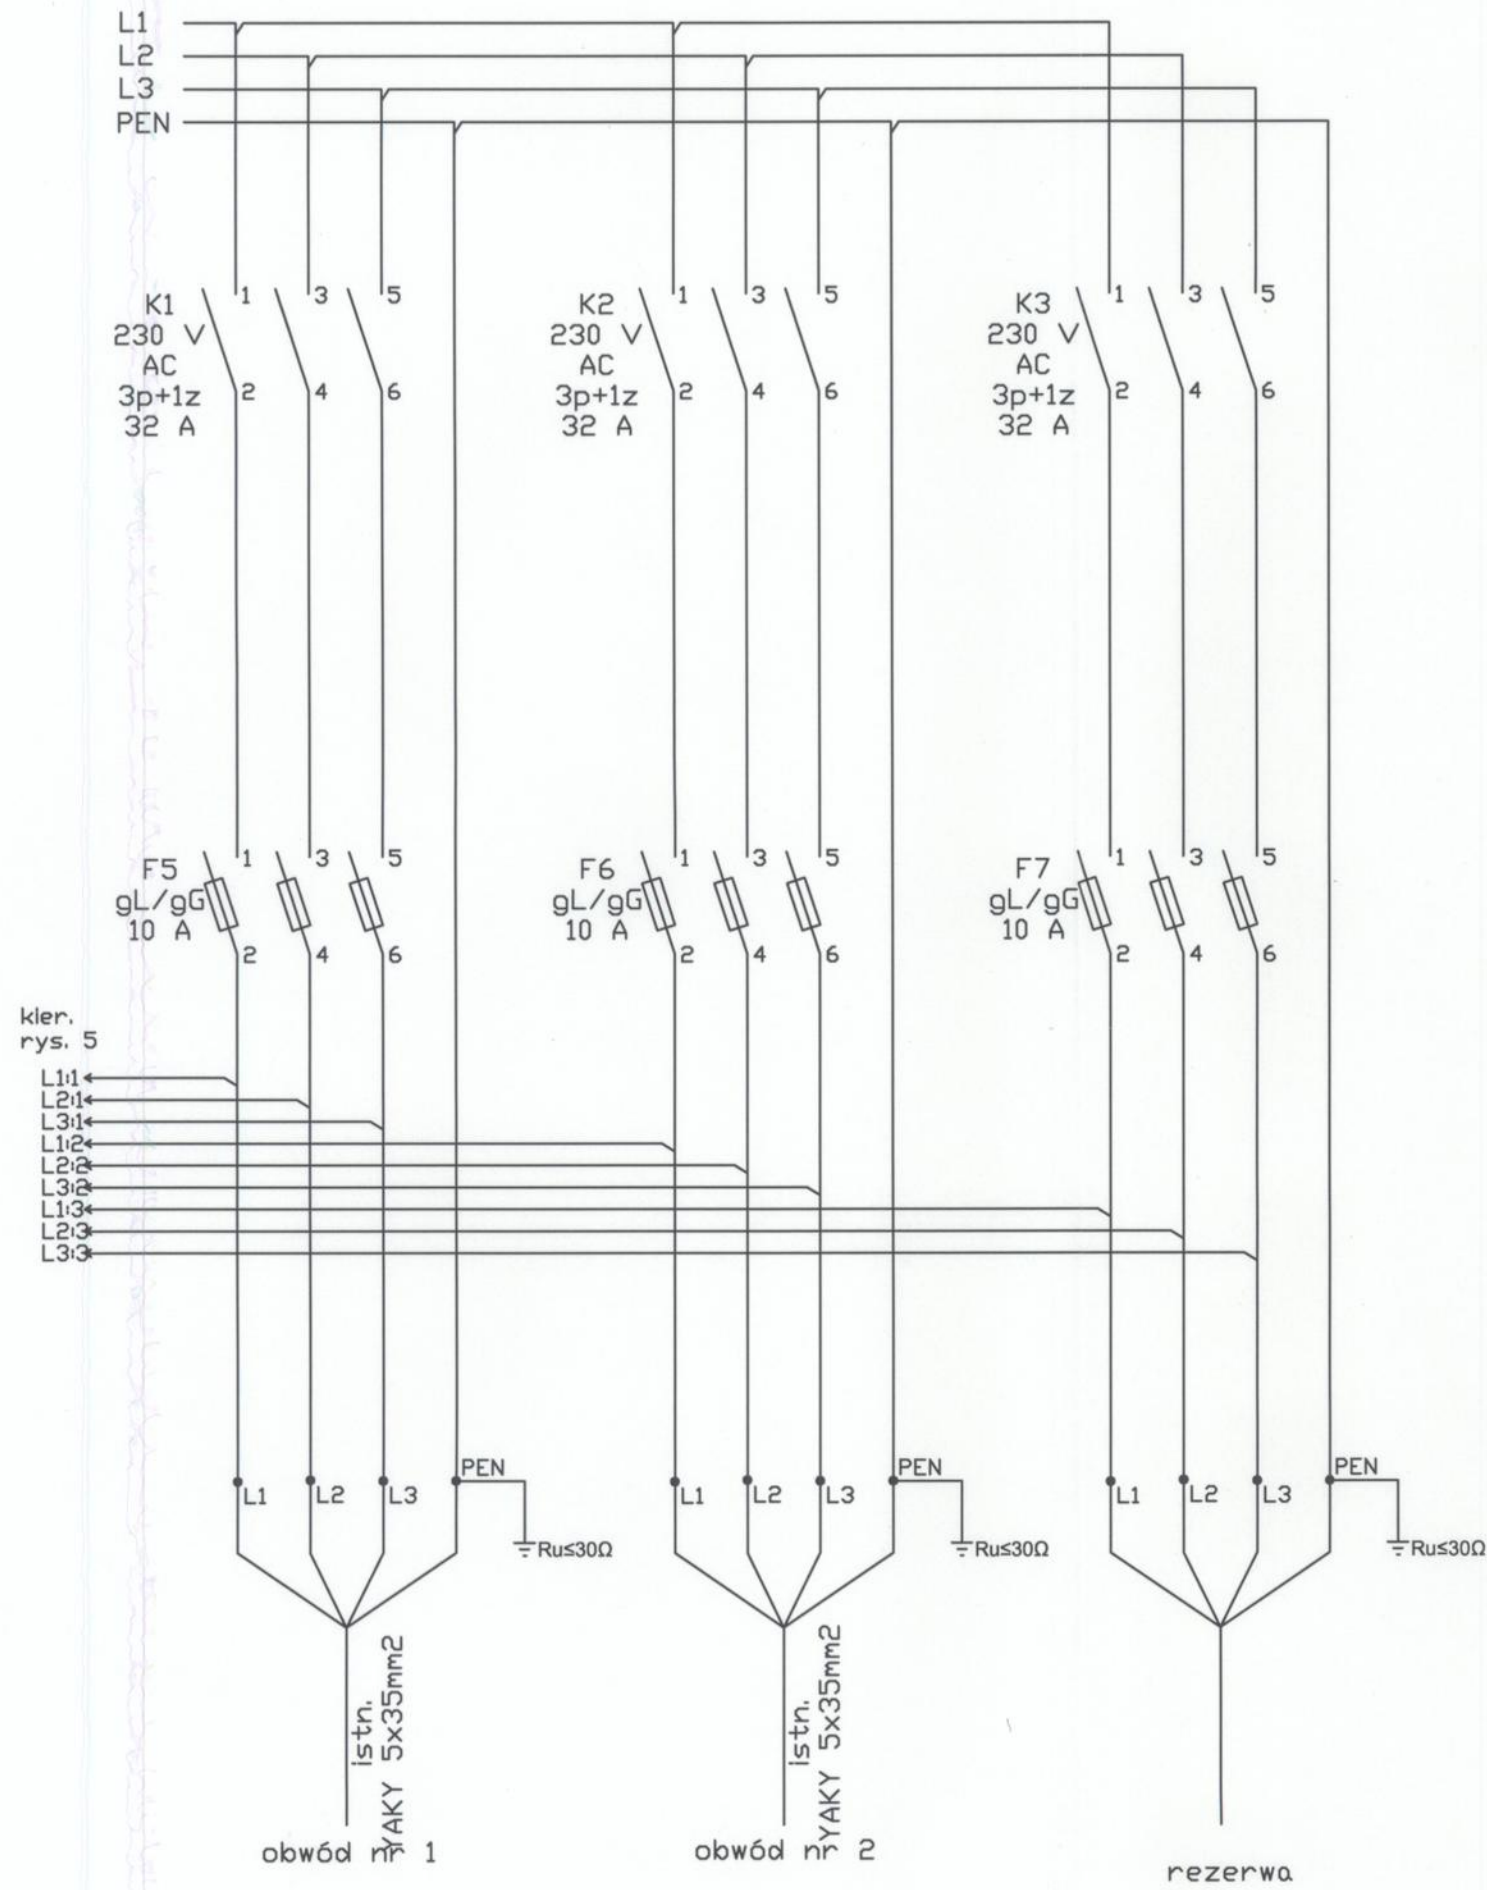 L1
L2
L3
PEN
K1
230 V
AC
3p+1z
32 A
1
3
5
2
4
6
K2
230 V
AC
3p+1z
32 A
1
3
5
2
4
6
K3
230 V
AC
3p+1z
32 A
1
3
5
2
4
6
F5
gL/gG
10 A
1
3
5
2
4
6
F6
gL/gG
10 A
1
3
5
2
4
6
F7
gL/gG
10 A
1
3
5
2
4
6
kier.
rys. 5
L1:1
L2:1
L3:1
L1:2
L2:2
L3:2
L1:3
L2:3
L3:3
L1
L2
L3
PEN
Ru≤30Ω
L1
L2
L3
PEN
Ru≤30Ω
L1
L2
L3
PEN
Ru≤30Ω
istn.
YAKY 5x35mm2
obwód nr 1
istn.
YAKY 5x35mm2
obwód nr 2
rezerwa